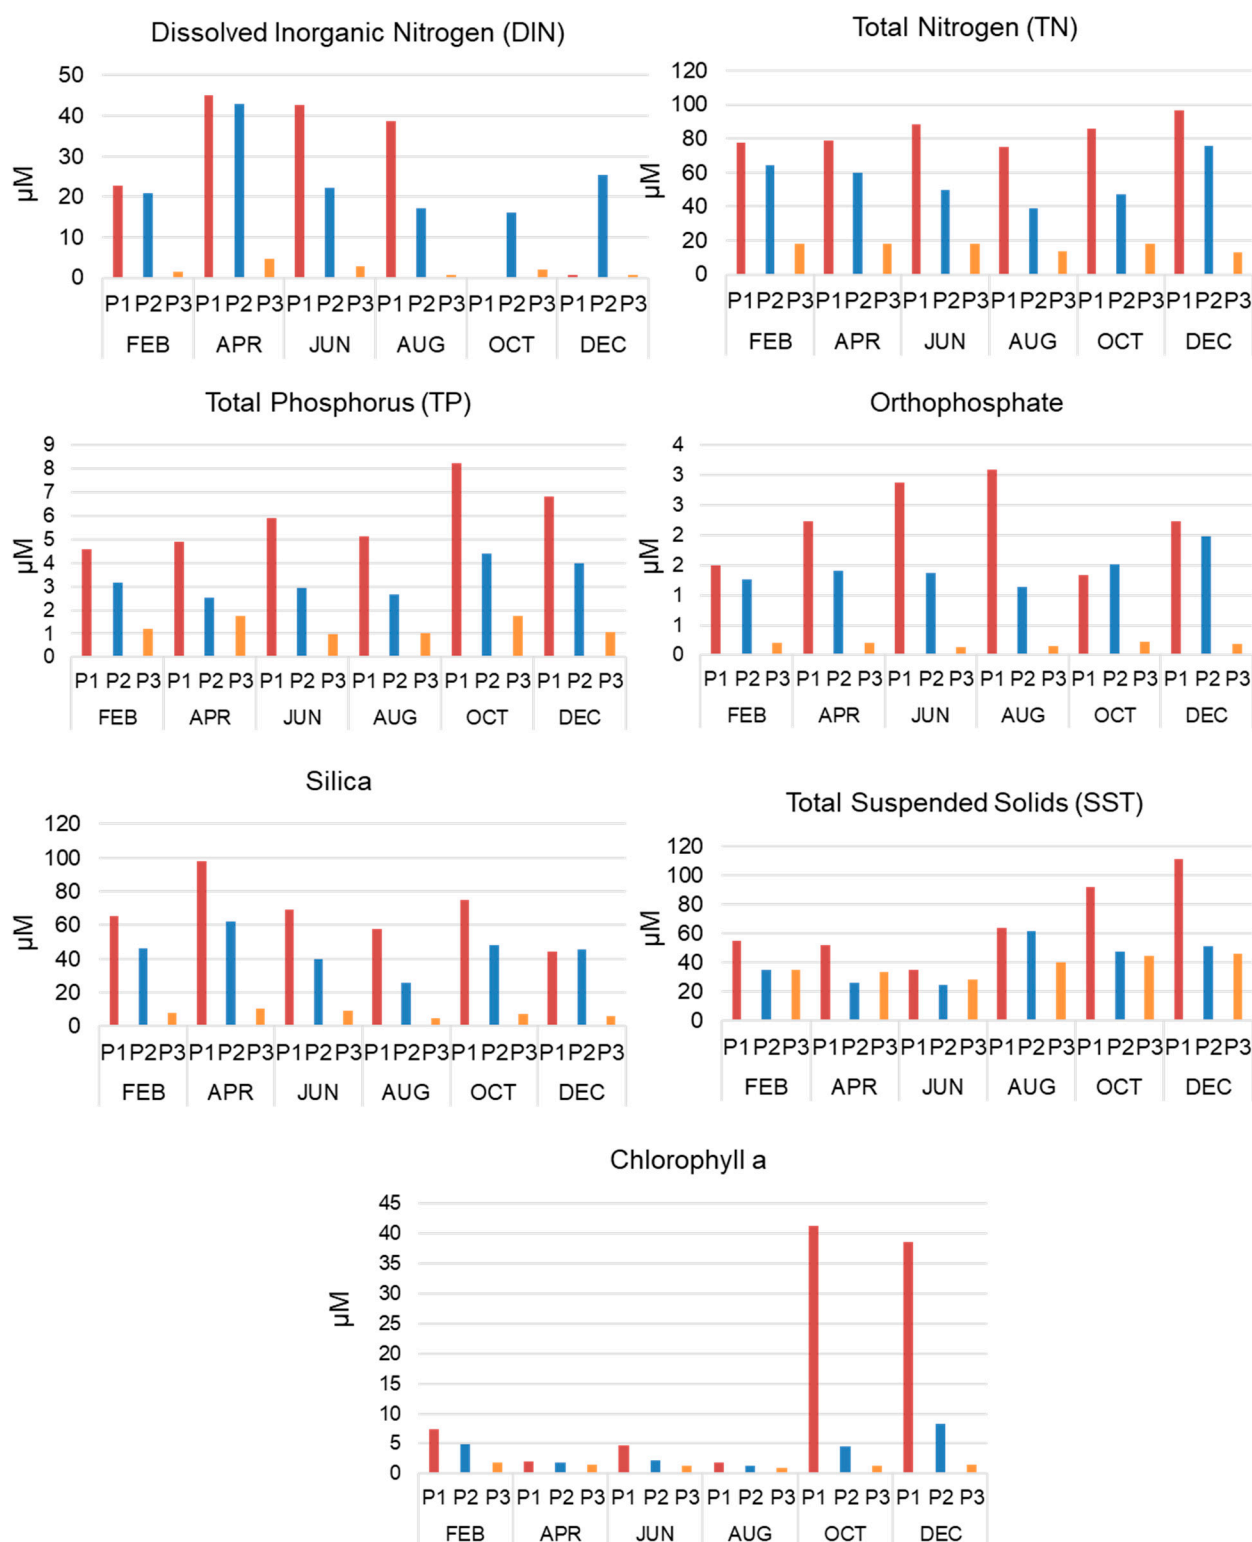 Dissolved Inorganic Nitrogen (DIN)
50
40
30
20
10
0
µM
P1 P2 P3 P1 P2 P3 P1 P2 P3 P1 P2 P3 P1 P2 P3 P1 P2 P3
FEB APR JUN AUG OCT DEC
Total Nitrogen (TN)
120
100
80
60
40
20
0
µM
P1 P2 P3 P1 P2 P3 P1 P2 P3 P1 P2 P3 P1 P2 P3 P1 P2 P3
FEB APR JUN AUG OCT DEC
Total Phosphorus (TP)
9
8
7
6
5
4
3
2
1
0
µM
P1 P2 P3 P1 P2 P3 P1 P2 P3 P1 P2 P3 P1 P2 P3 P1 P2 P3
FEB APR JUN AUG OCT DEC
Orthophosphate
4
3
3
2
2
1
1
0
µM
P1 P2 P3 P1 P2 P3 P1 P2 P3 P1 P2 P3 P1 P2 P3 P1 P2 P3
FEB APR JUN AUG OCT DEC
Silica
120
100
80
60
40
20
0
µM
P1 P2 P3 P1 P2 P3 P1 P2 P3 P1 P2 P3 P1 P2 P3 P1 P2 P3
FEB APR JUN AUG OCT DEC
Total Suspended Solids (SST)
120
100
80
60
40
20
0
µM
P1 P2 P3 P1 P2 P3 P1 P2 P3 P1 P2 P3 P1 P2 P3 P1 P2 P3
FEB APR JUN AUG OCT DEC
Chlorophyll a
45
40
35
30
25
20
15
10
5
0
µM
P1 P2 P3 P1 P2 P3 P1 P2 P3 P1 P2 P3 P1 P2 P3 P1 P2 P3
FEB APR JUN AUG OCT DEC